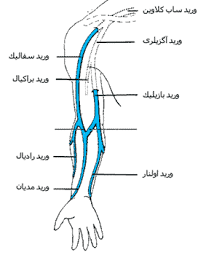 ورید ساب کلاوین
ورید آگزیلری
ورید سفالیک
ورید براکیال
ورید بازیلیک
ورید رادیال
ورید اولنار
ورید مدیان